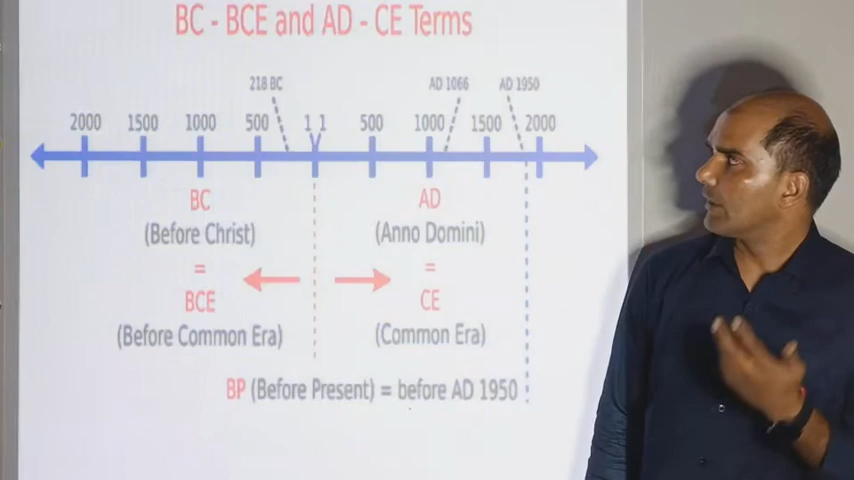 BC - BCE and AD - CE Terms
218 BC AD 1066 AD 1950
2000 1500 1000 500 1 1 500 1000 1500 2000
BC AD
(Before Christ) (Anno Domini)
= =
BCE CE
(Before Common Era) (Common Era)
BP (Before Present) = before AD 1950